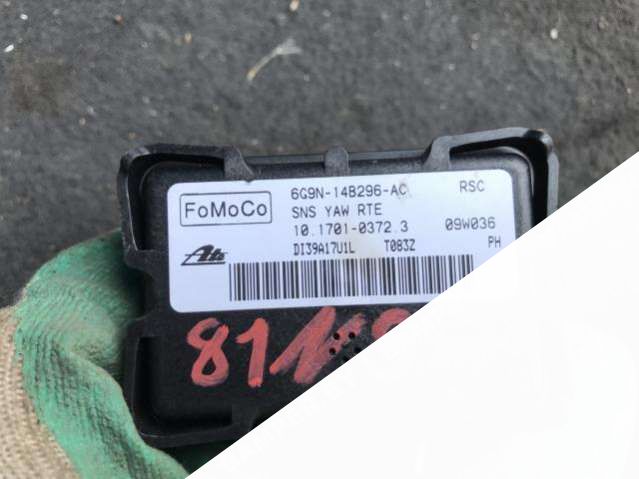 FoMoCo
6G9N-14B296-AC RSC
SNS YAW RTE
10.1701-0372.3 09W036
Ate DI39A17U1L T083Z PH
81